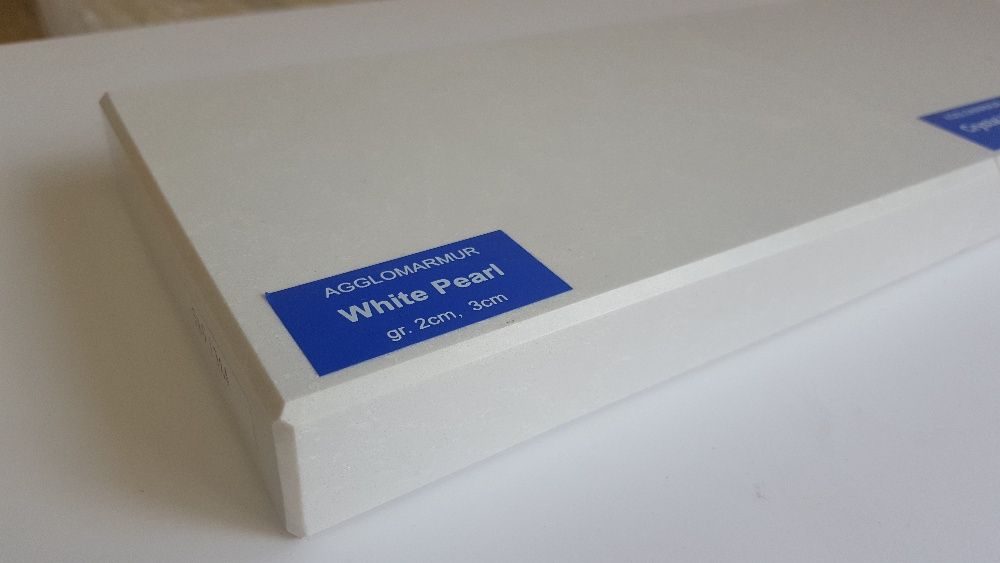 AGGLOMARMUR
White Pearl
gr. 2cm, 3cm